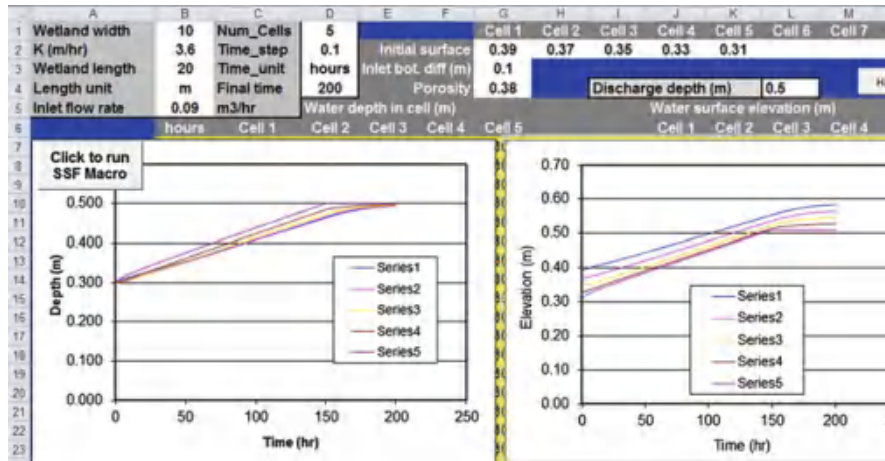 A B C D E F G H I J K L M
1 Wetland width 10 Num_Cells 5 Cell 1 Cell 2 Cell 3 Cell 4 Cell 5 Cell 6 Cell 7
2 K (m/hr) 3.6 Time_step 0.1 Initial surface 0.39 0.37 0.35 0.33 0.31
3 Wetland length 20 Time_unit hours Inlet bot. diff (m) 0.1
4 Length unit m Final time 200 Porosity 0.38 Discharge depth (m) 0.5
5 Inlet flow rate 0.09 m3/hr Water depth in cell (m) Water surface elevation (m)
6 hours Cell 1 Cell 2 Cell 3 Cell 4 Cell 5 Cell 1 Cell 2 Cell 3 Cell 4
7
8
9
10
11
12
13
14
15
16
17
18
19
20
21
22
23
Click to run
SSF Macro
0.500
0.400
0.300
0.200
0.100
0.000
Depth (m)
0 50 100 150 200 250
Time (hr)
Series1
Series2
Series3
Series4
Series5
0.70
0.60
0.50
0.40
0.30
0.20
0.10
0.00
Elevation (m)
0 50 100 150 200
Time (hr)
Series1
Series2
Series3
Series4
Series5